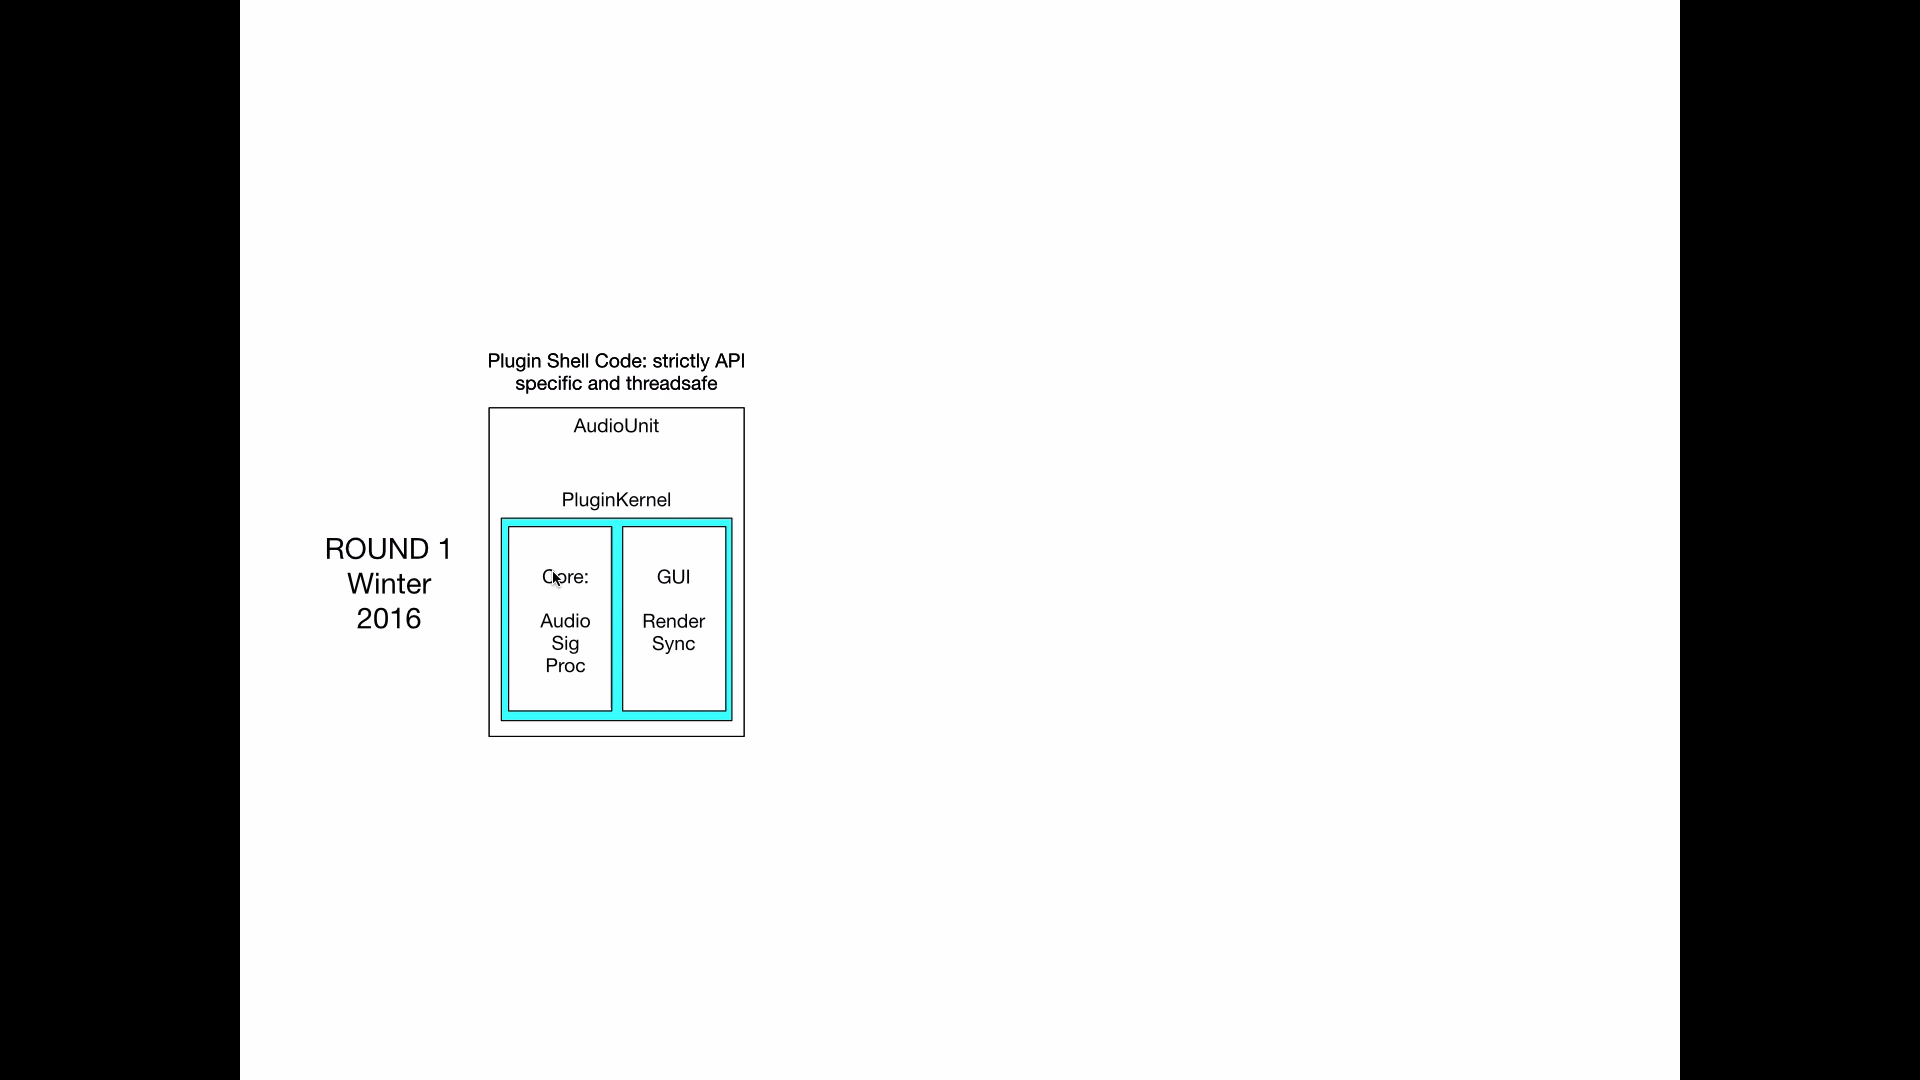 Plugin Shell Code: strictly API
specific and threadsafe
AudioUnit
PluginKernel
ROUND 1
Winter
2016
Core:
Audio
Sig
Proc
GUI
Render
Sync